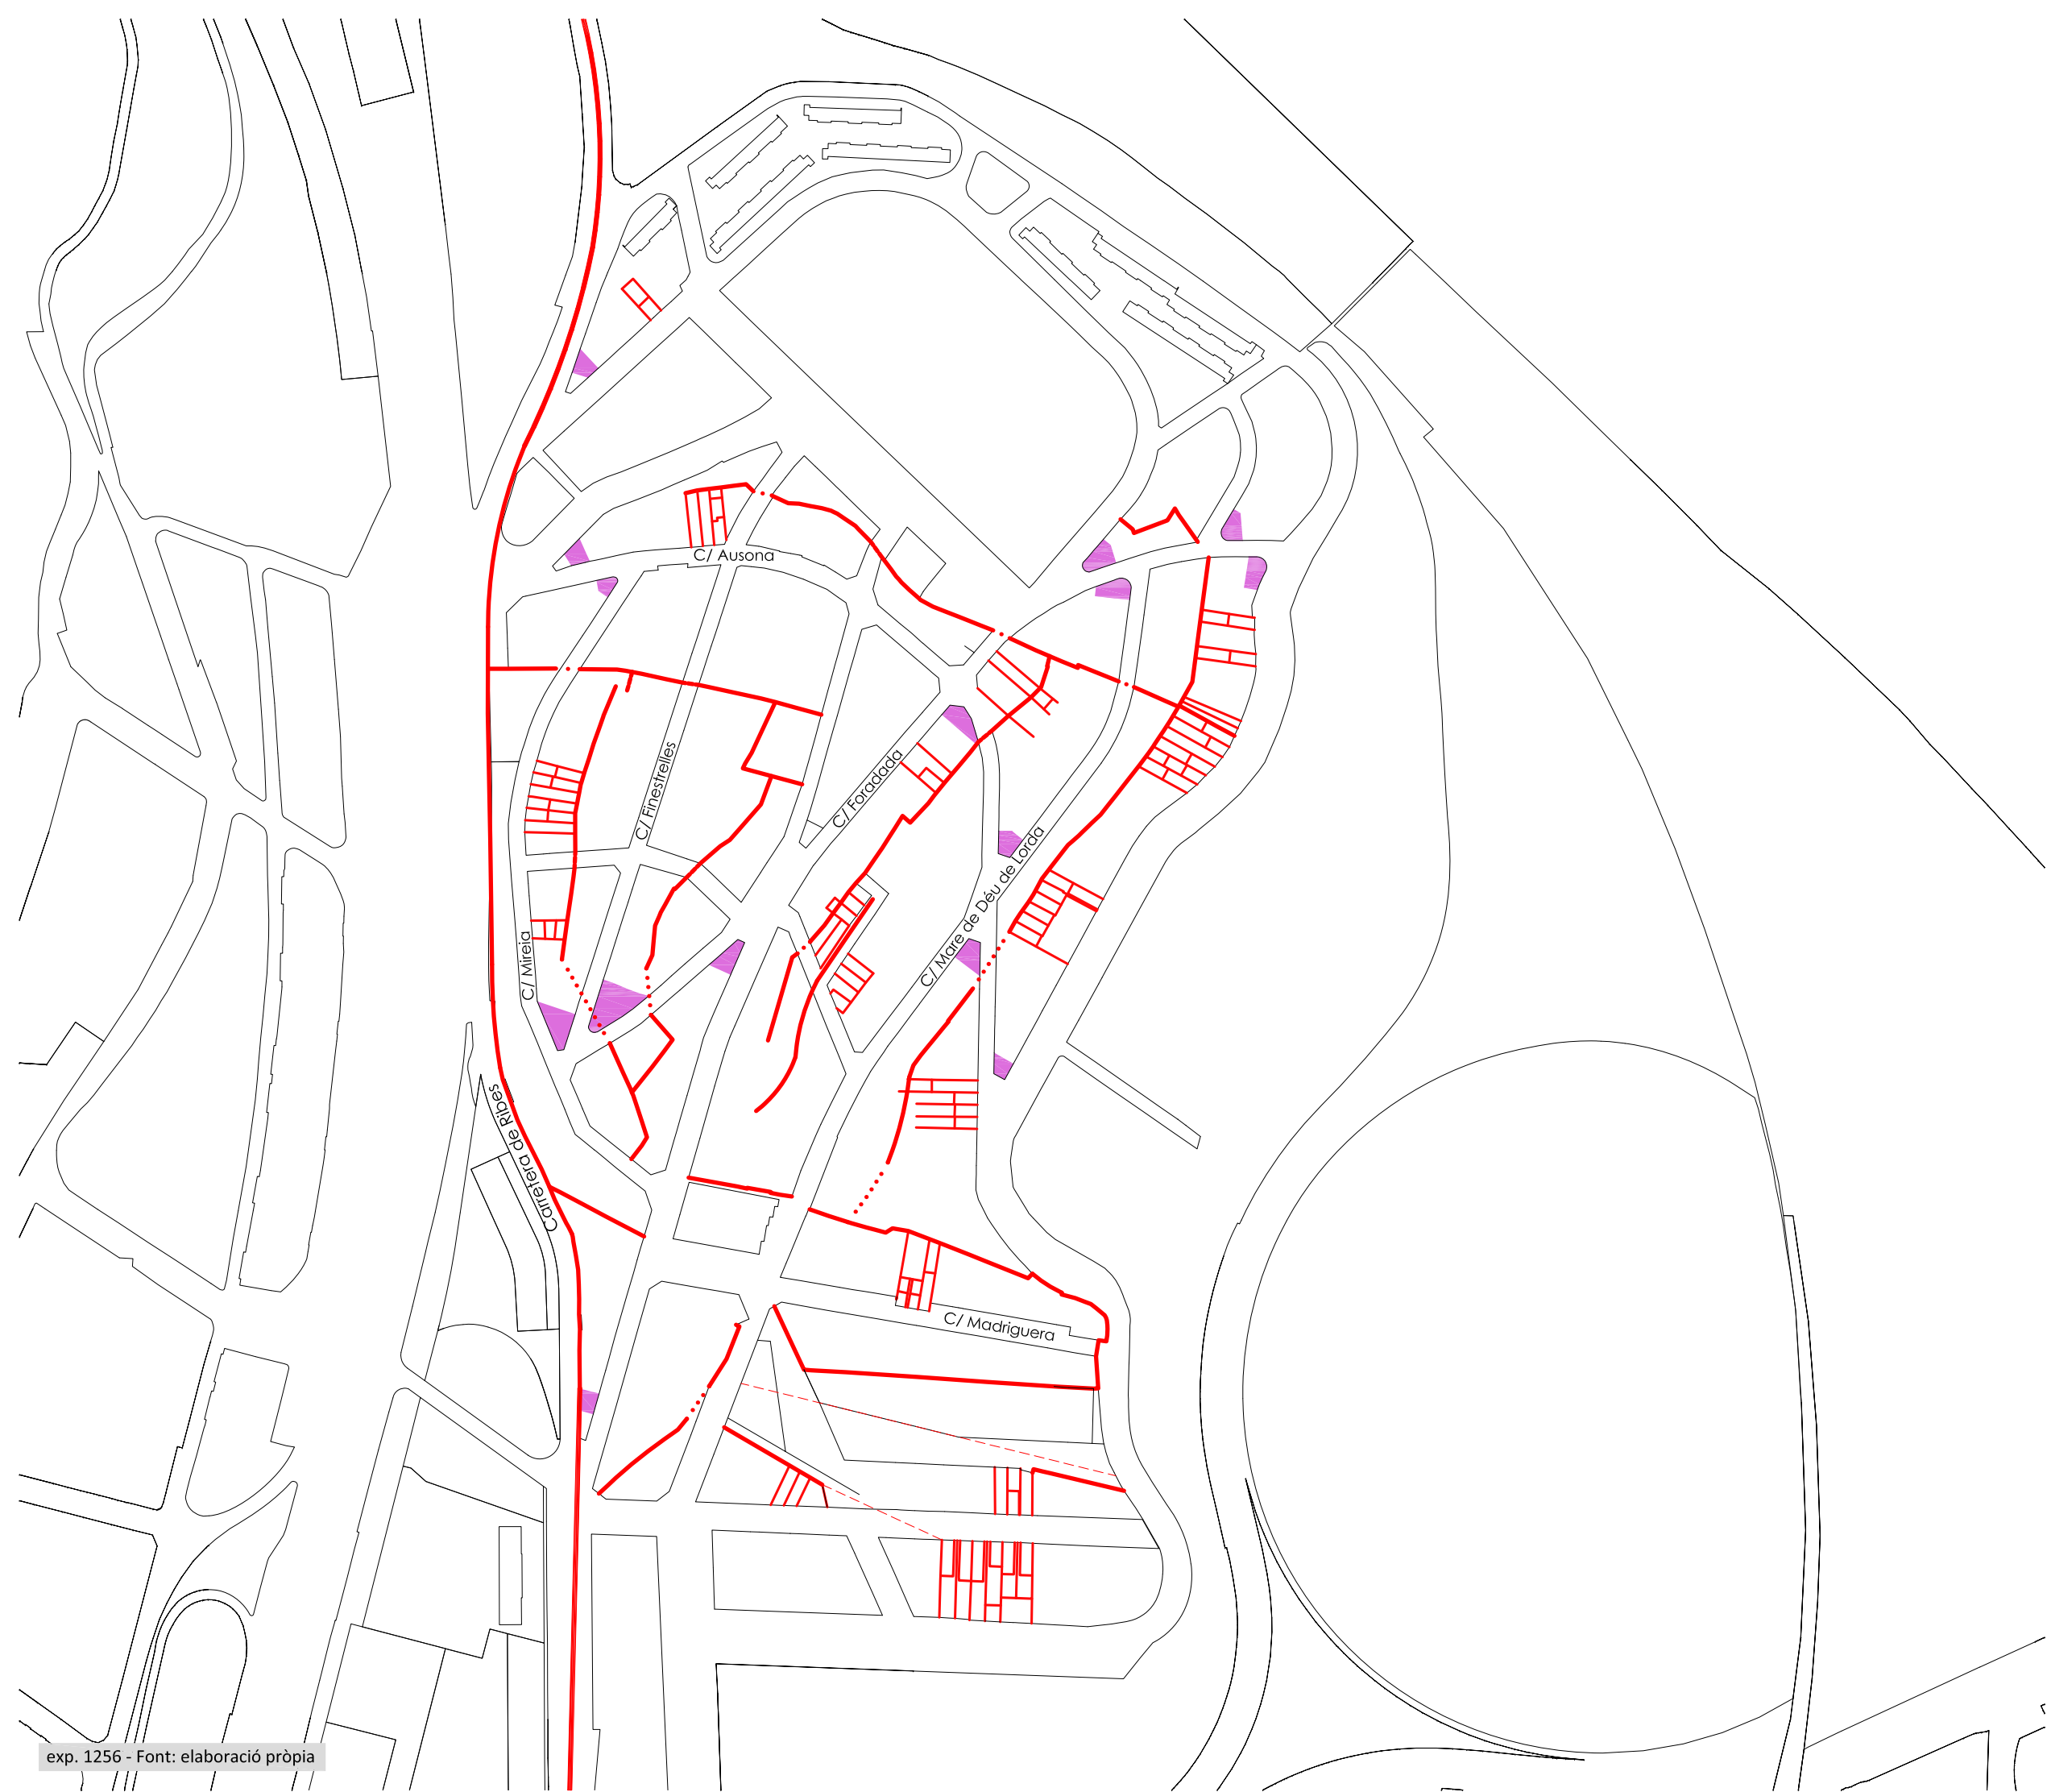 C/ Ausona
C/ Finestrelles
C/ Foradada
C/ Mare de Déu de Lorda
C/ Mireia
Carretera de Ribes
C/ Madriguera
exp. 1256 - Font: elaboració pròpia